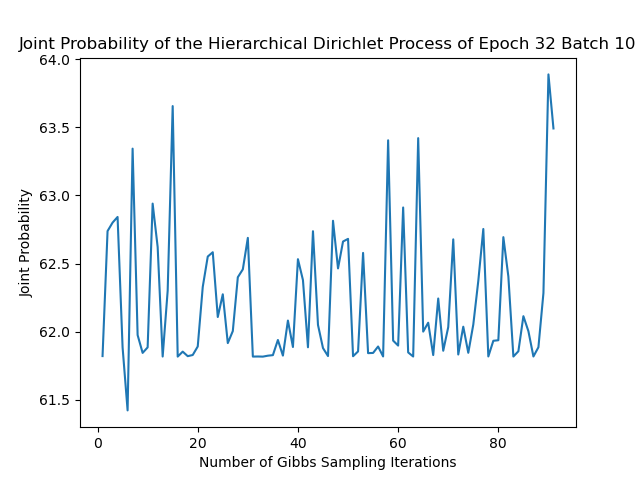 Joint Probability of the Hierarchical Dirichlet Process of Epoch 32 Batch 10
64.0
63.5
63.0
62.5
62.0
61.5
Joint Probability
0 20 40 60 80
Number of Gibbs Sampling Iterations